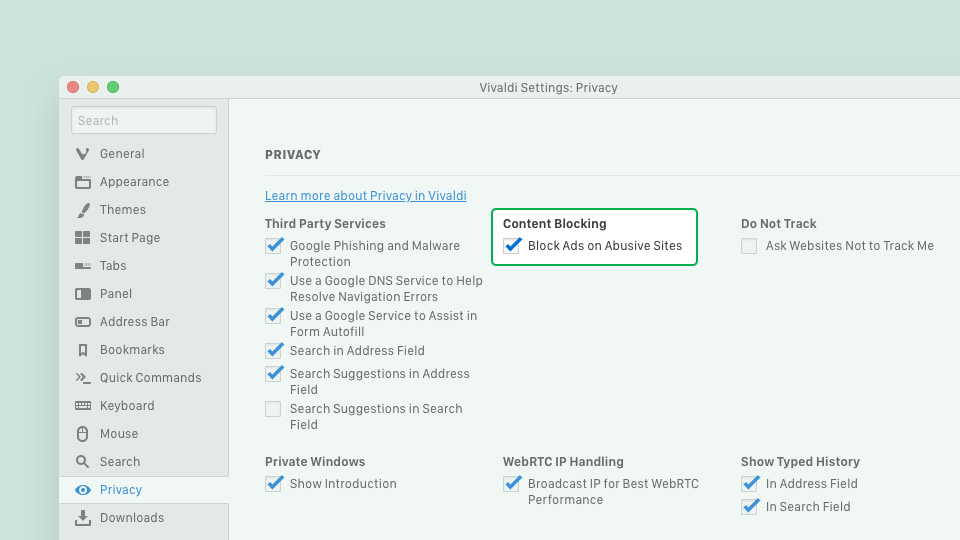 Vivaldi Settings: Privacy
Search
General
Appearance
Themes
Start Page
Tabs
Panel
Address Bar
Bookmarks
Quick Commands
Keyboard
Mouse
Search
Privacy
Downloads
PRIVACY
Learn more about Privacy in Vivaldi
Third Party Services
Google Phishing and Malware
Protection
Use a Google DNS Service to Help
Resolve Navigation Errors
Use a Google Service to Assist in
Form Autofill
Search in Address Field
Search Suggestions in Address
Field
Search Suggestions in Search
Field
Content Blocking
Block Ads on Abusive Sites
Do Not Track
Ask Websites Not to Track Me
Private Windows
Show Introduction
WebRTC IP Handling
Broadcast IP for Best WebRTC
Performance
Show Typed History
In Address Field
In Search Field